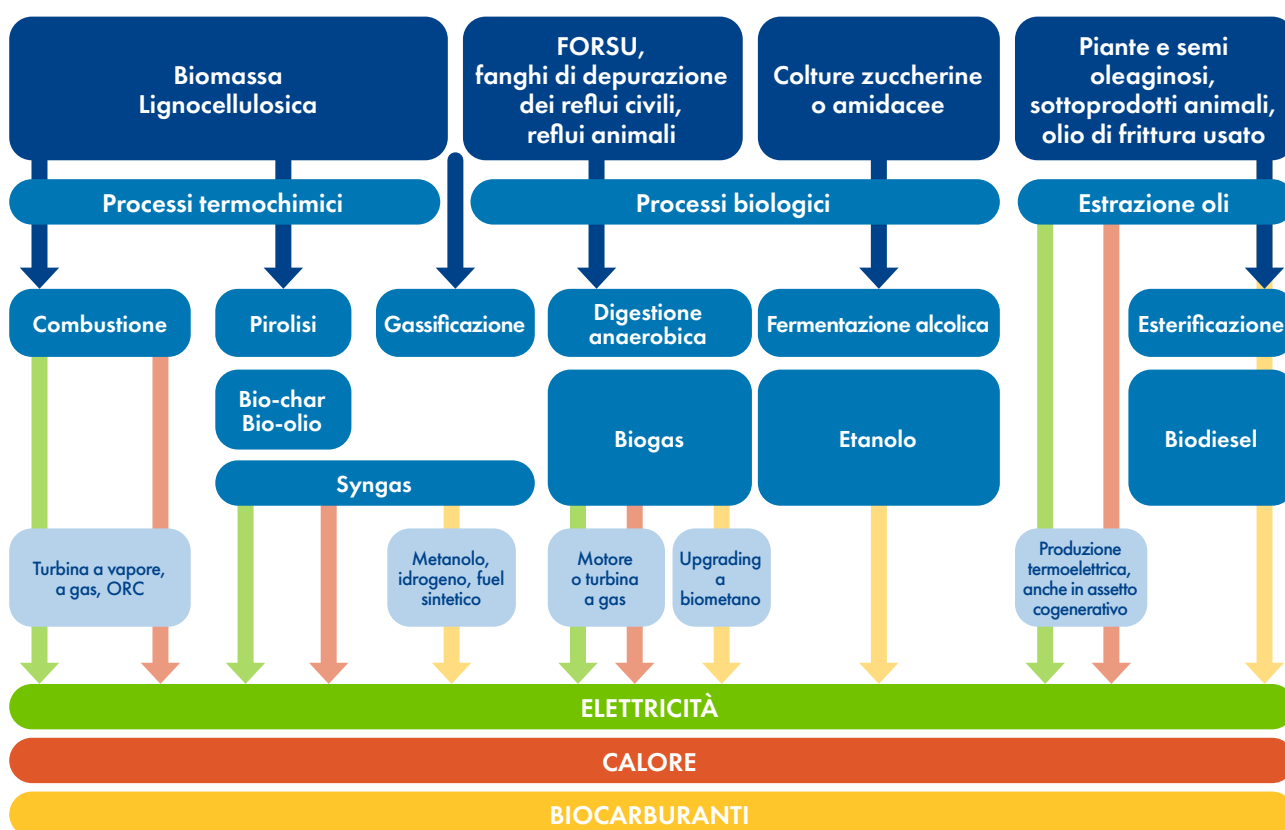 Biomassa
Lignocellulosica
FORSU,
fanghi di depurazione
dei reflui civili,
reflui animali
Colture zuccherine
o amidacee
Piante e semi
oleaginosi,
sottoprodotti animali,
olio di frittura usato
Processi termochimici
Processi biologici
Estrazione oli
Combustione
Pirolisi
Gassificazione
Digestione
anaerobica
Fermentazione alcolica
Esterificazione
Bio-char
Bio-olio
Biogas
Etanolo
Biodiesel
Syngas
Turbina a vapore,
a gas, ORC
Metanolo,
idrogeno, fuel
sintetico
Motore
o turbina
a gas
Upgrading
a
biometano
Produzione
termoelettrica,
anche in assetto
cogenerativo
ELETTRICITÀ
CALORE
BIOCARBURANTI